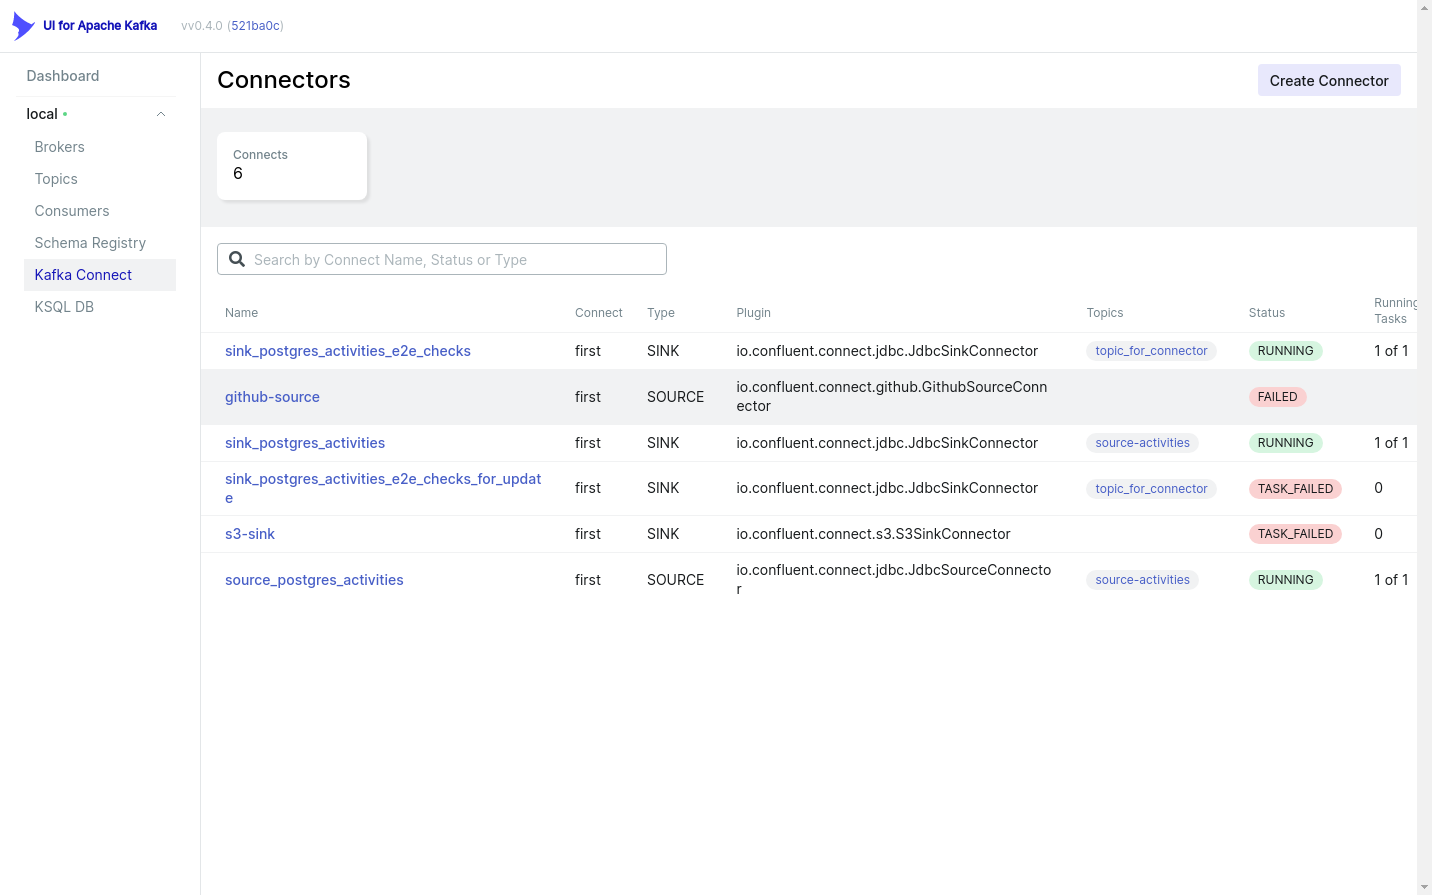 UI for Apache Kafka vv0.4.0 (521ba0c)
Dashboard
local
Brokers
Topics
Consumers
Schema Registry
Kafka Connect
KSQL DB
Connectors
Create Connector
Connects
6
Search by Connect Name, Status or Type
Name Connect Type Plugin Topics Status Running
Tasks
sink_postgres_activities_e2e_checks first SINK io.confluent.connect.jdbc.JdbcSinkConnector topic_for_connector RUNNING 1 of 1
github-source first SOURCE io.confluent.connect.github.GithubSourceConn
ector FAILED
sink_postgres_activities first SINK io.confluent.connect.jdbc.JdbcSinkConnector source-activities RUNNING 1 of 1
sink_postgres_activities_e2e_checks_for_updat
e first SINK io.confluent.connect.jdbc.JdbcSinkConnector topic_for_connector TASK_FAILED 0
s3-sink first SINK io.confluent.connect.s3.S3SinkConnector TASK_FAILED 0
source_postgres_activities first SOURCE io.confluent.connect.jdbc.JdbcSourceConnecto
r source-activities RUNNING 1 of 1